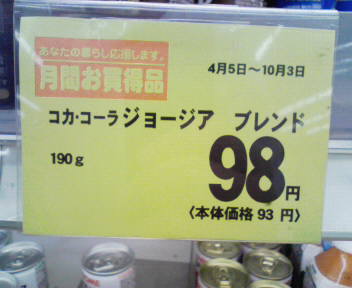 あなたの暮らし応援します。
月間お買得品
4月5日～10月3日
コカ･コーラジョージア ブレンド
190g
98円
〈本体価格 93 円〉